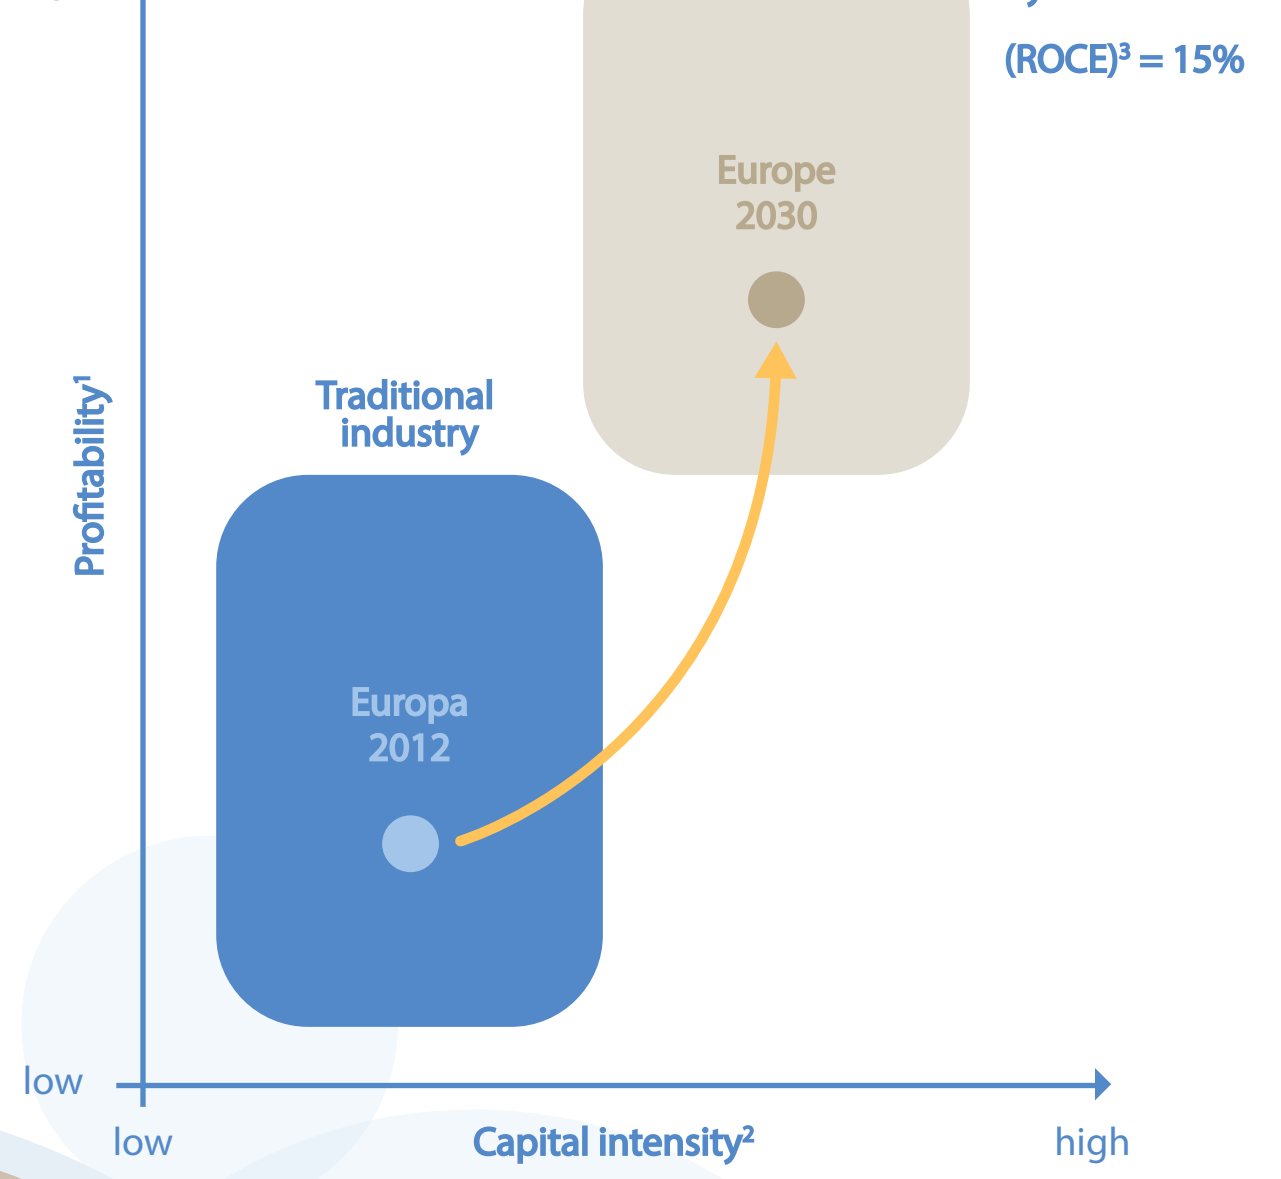 (ROCE)³ = 15%
Europe
2030
Traditional
industry
Profitability¹
Europa
2012
low
low
Capital intensity²
high